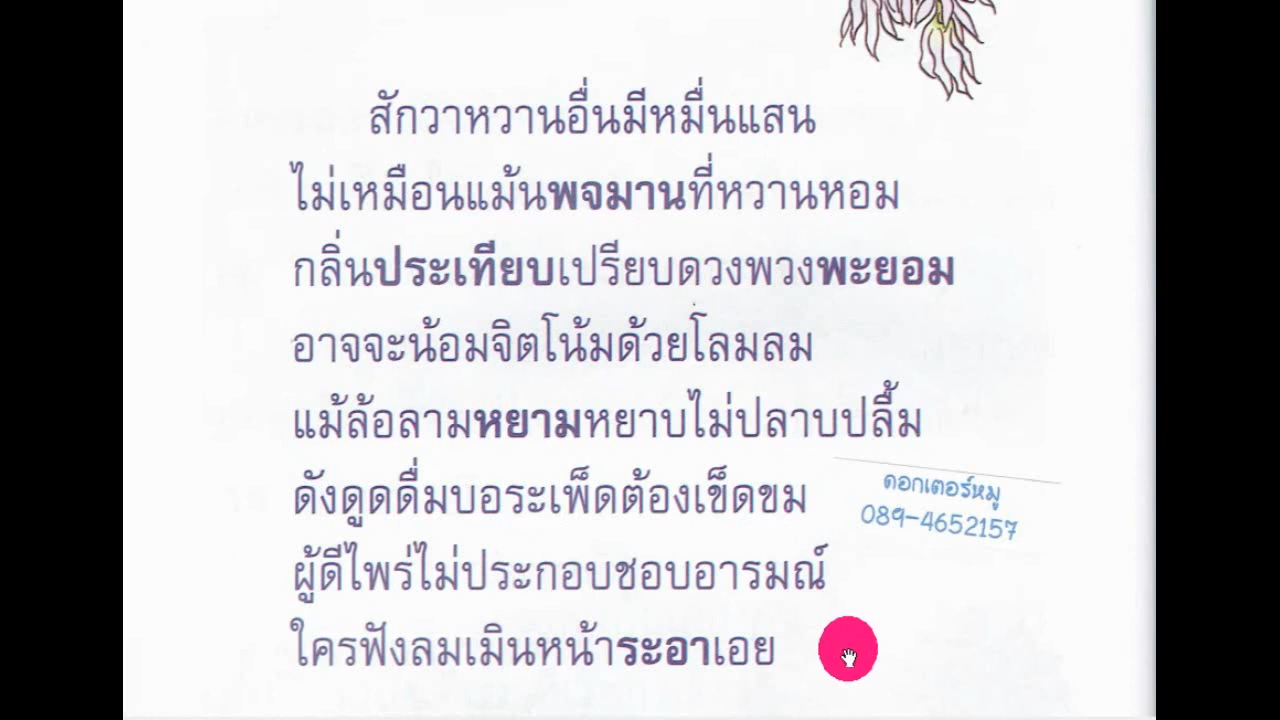 สักวาหวานอื่นมีหมื่นแสน
ไม่เหมือนแม้นพจมานที่หวานหอม
กลิ่นประเทียบเปรียบดวงพวงพะยอม
อาจจะน้อมจิตโน้มด้วยโลมลม
แม้ล้อลามหยามหยาบไม่ปลาบปลื้ม
ดังดูดดื่มบอระเพ็ดต้องเข็ดขม
ผู้ดีไพร่ไม่ประกอบชอบอารมณ์
ใครฟังลมเมินหน้าระอาเอย
ดอกเตอร์หมู
089-4652157